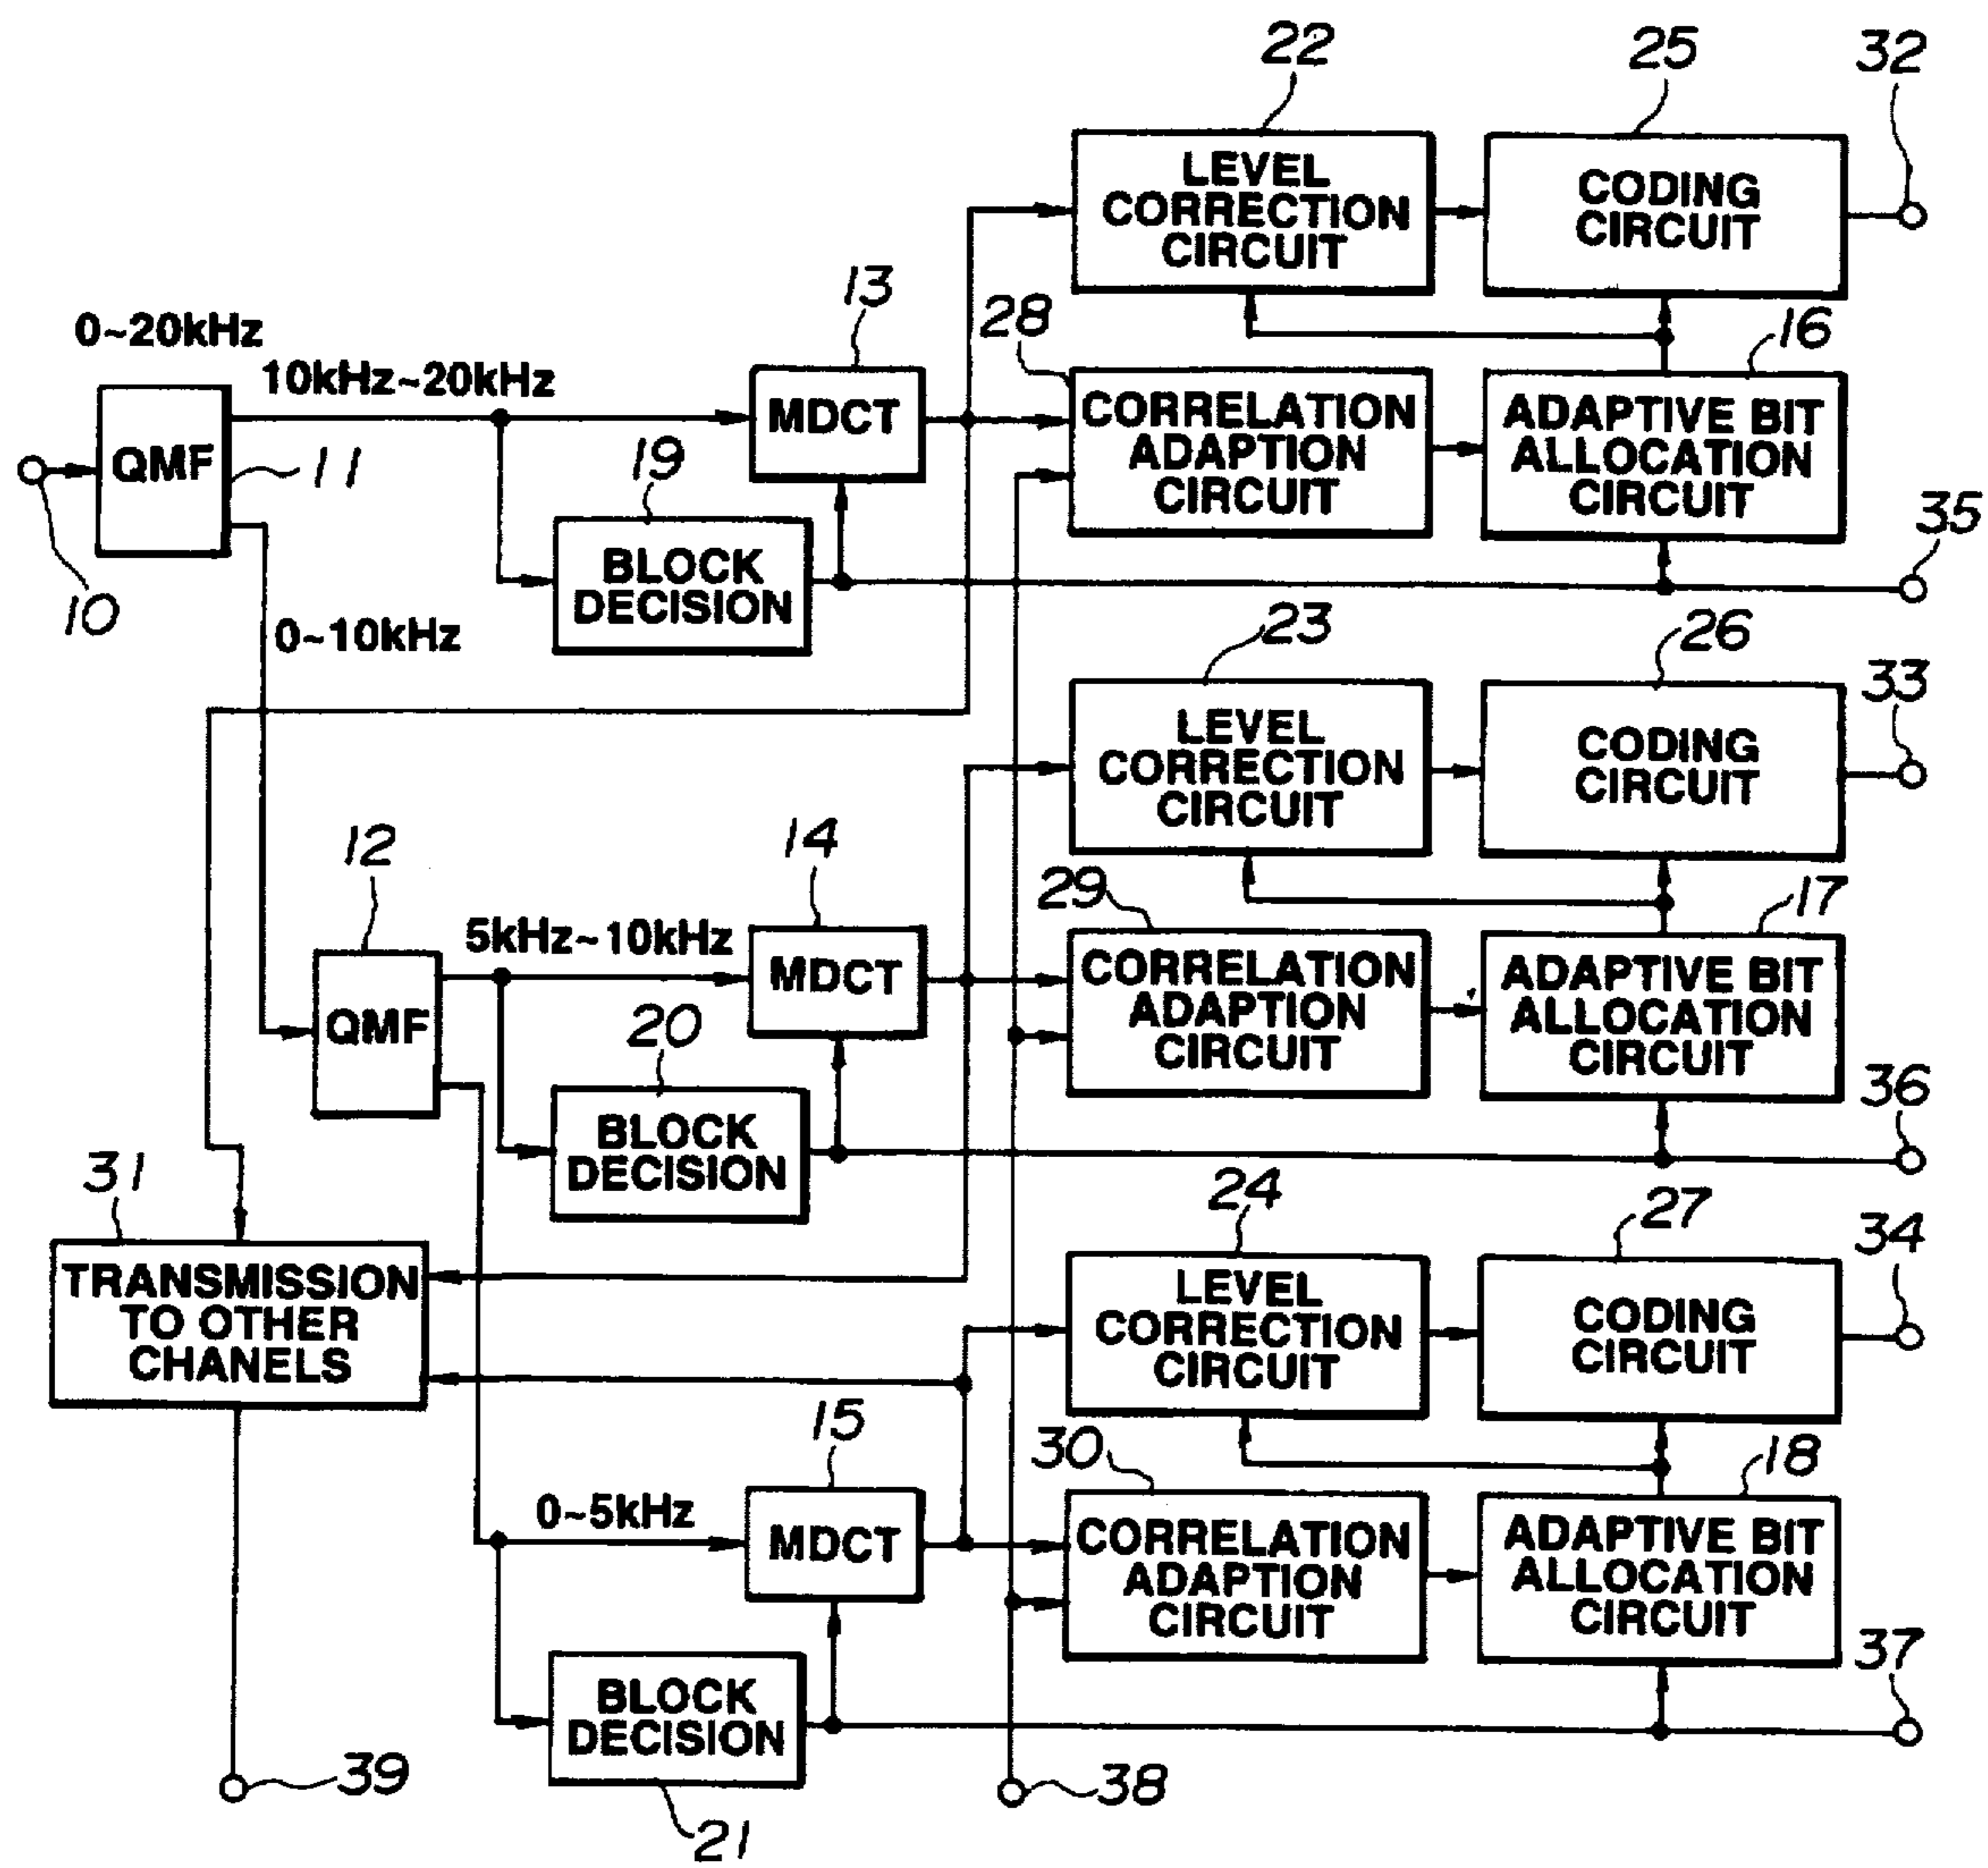 22
25
32
LEVEL
CORRECTION
CIRCUIT
CODING
CIRCUIT
13
28
16
0~20kHz
10kHz~20kHz
QMF
11
MDCT
CORRELATION
ADAPTION
CIRCUIT
ADAPTIVE BIT
ALLOCATION
CIRCUIT
19
35
10
BLOCK
DECISION
0~10kHz
23
26
33
LEVEL
CORRECTION
CIRCUIT
CODING
CIRCUIT
12
14
29
17
5kHz~10kHz
QMF
MDCT
CORRELATION
ADAPTION
CIRCUIT
ADAPTIVE BIT
ALLOCATION
CIRCUIT
20
36
BLOCK
DECISION
31
24
27
34
TRANSMISSION
TO OTHER
CHANELS
LEVEL
CORRECTION
CIRCUIT
CODING
CIRCUIT
15
30
18
0~5kHz
MDCT
CORRELATION
ADAPTION
CIRCUIT
ADAPTIVE BIT
ALLOCATION
CIRCUIT
37
BLOCK
DECISION
39
38
21